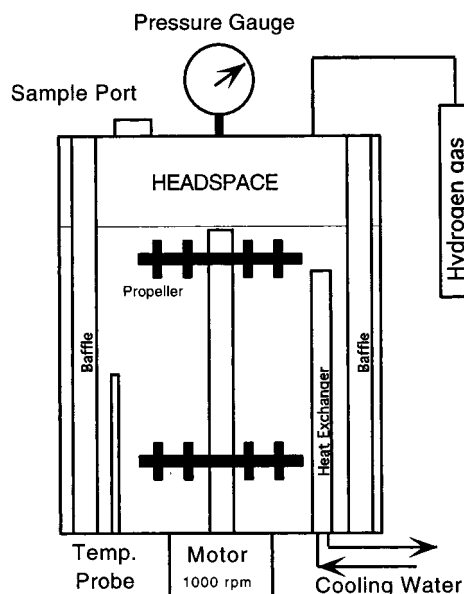 Pressure Gauge
Sample Port
HEADSPACE
Hydrogen gas
Propeller
Baffle
Baffle
Heat Exchanger
Temp.
Probe
Motor
1000 rpm
Cooling Water